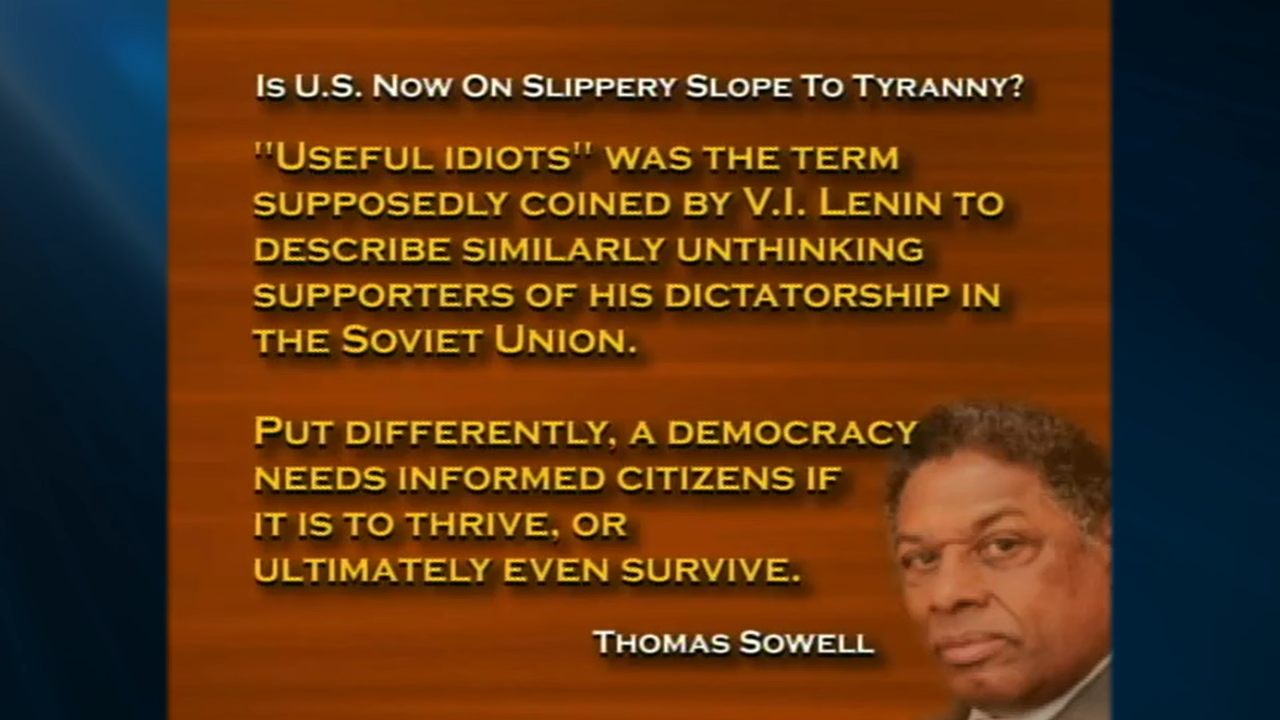 Is U.S. Now On Slippery Slope To Tyranny?
"Useful idiots" was the term
supposedly coined by V.I. Lenin to
describe similarly unthinking
supporters of his dictatorship in
the Soviet Union.
Put differently, a democracy
needs informed citizens if
it is to thrive, or
ultimately even survive.
Thomas Sowell